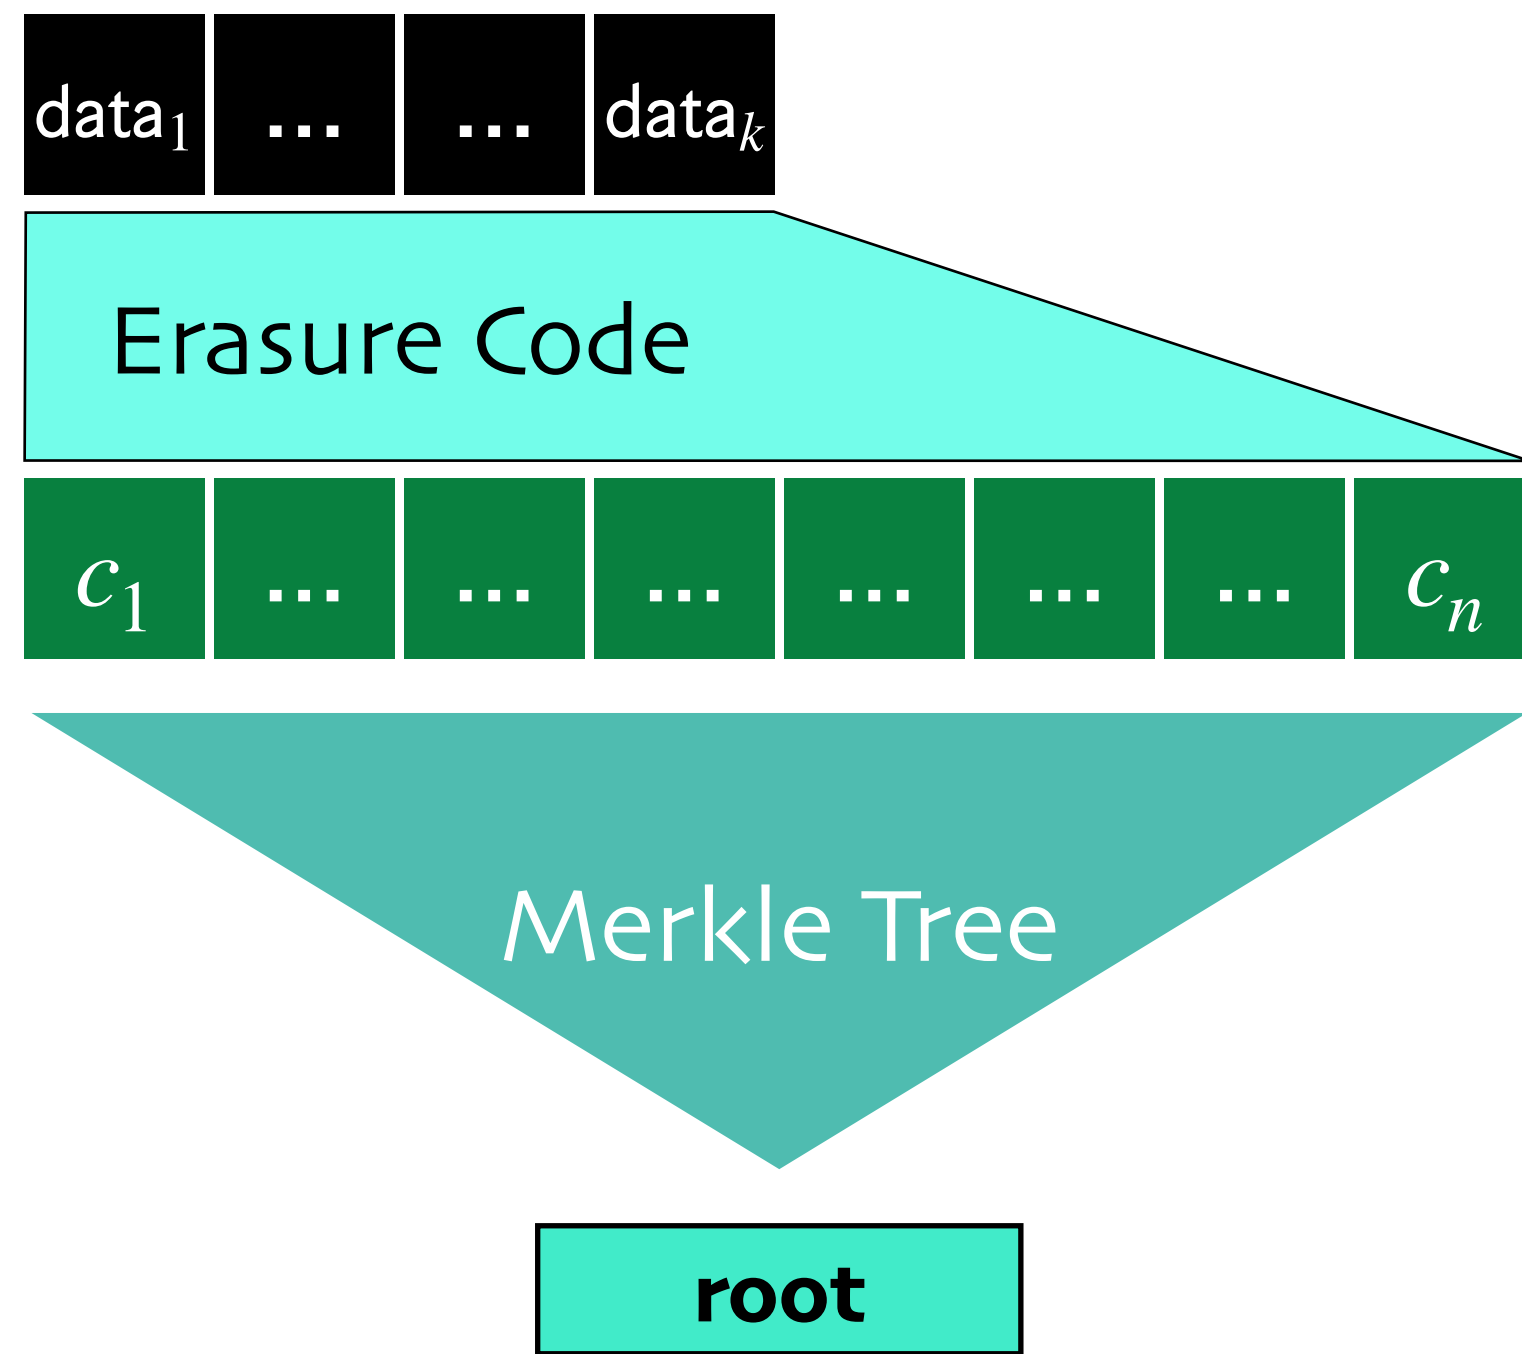 data₁ ... ... dataₖ
Erasure Code
c₁ ... ... ... ... ... ... cₙ
Merkle Tree
root